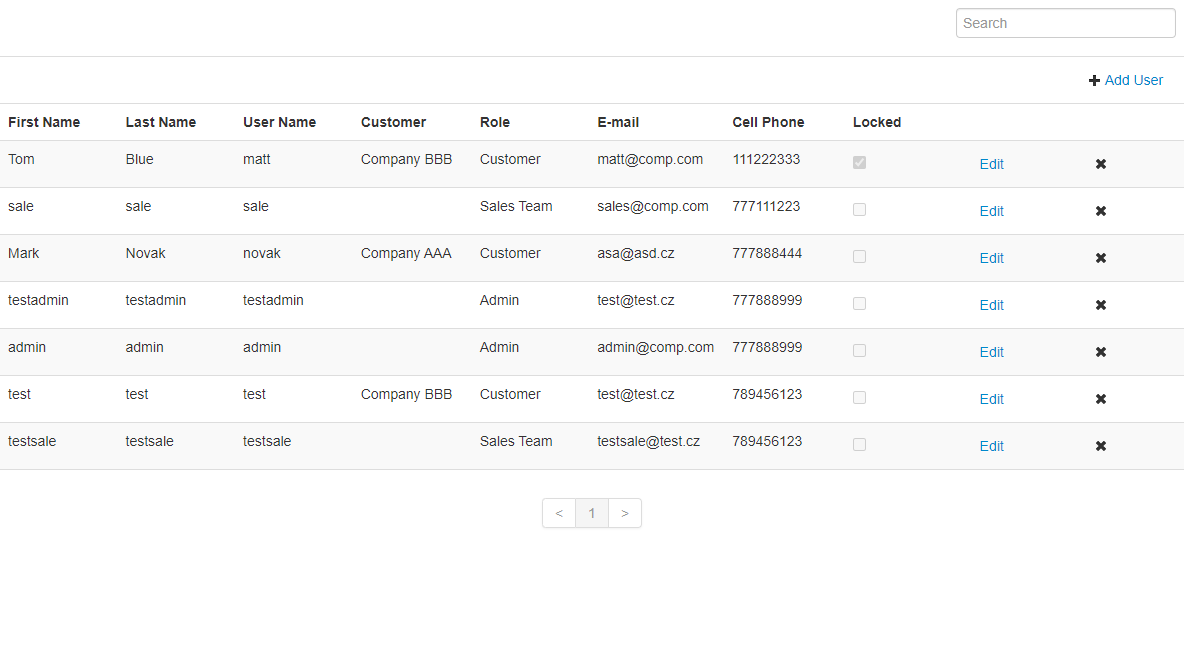 Search
Add User
First Name Last Name User Name Customer Role E-mail Cell Phone Locked
Tom Blue matt Company BBB Customer matt@comp.com 111222333 Edit
sale sale sale Sales Team sales@comp.com 777111223 Edit
Mark Novak novak Company AAA Customer asa@asd.cz 777888444 Edit
testadmin testadmin testadmin Admin test@test.cz 777888999 Edit
admin admin admin Admin admin@comp.com 777888999 Edit
test test test Company BBB Customer test@test.cz 789456123 Edit
testsale testsale testsale Sales Team testsale@test.cz 789456123 Edit
< 1 >